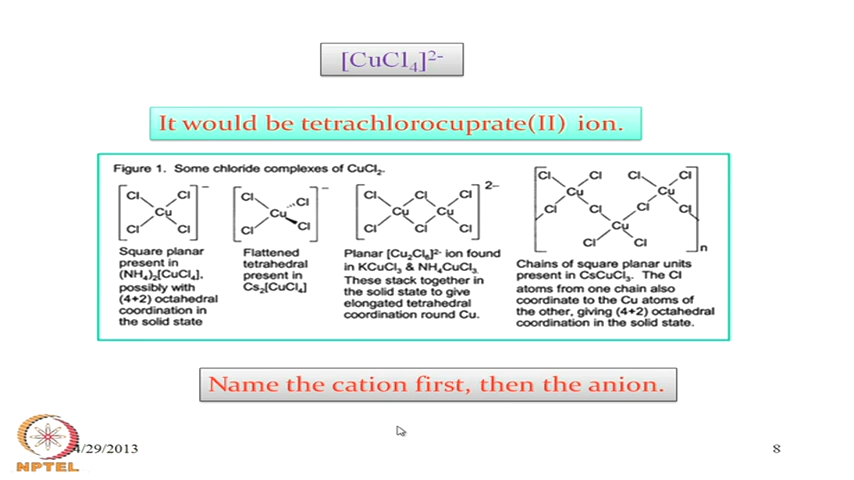 [CuCl4]2-
It would be tetrachlorocuprate(II) ion.
Figure 1. Some chloride complexes of CuCl2.
Cl Cl Cu Cl Cl –
Cl Cl Cu Cl Cl –
Cl Cl Cl Cu Cu Cl Cl Cl 2–
Cl Cl Cl Cl Cu Cu Cl Cl Cl Cl Cu Cl Cl n
Square planar
present in
(NH4)2[CuCl4],
possibly with
(4+2) octahedral
coordination in
the solid state
Flattened
tetrahedral
present in
Cs2[CuCl4]
Planar [Cu2Cl6]2- ion found
in KCuCl3 & NH4CuCl3.
These stack together in
the solid state to give
elongated tetrahedral
coordination round Cu.
Chains of square planar units
present in CsCuCl3. The Cl
atoms from one chain also
coordinate to the Cu atoms of
the other, giving (4+2) octahedral
coordination in the solid state.
Name the cation first, then the anion.
4/29/2013
8
NPTEL